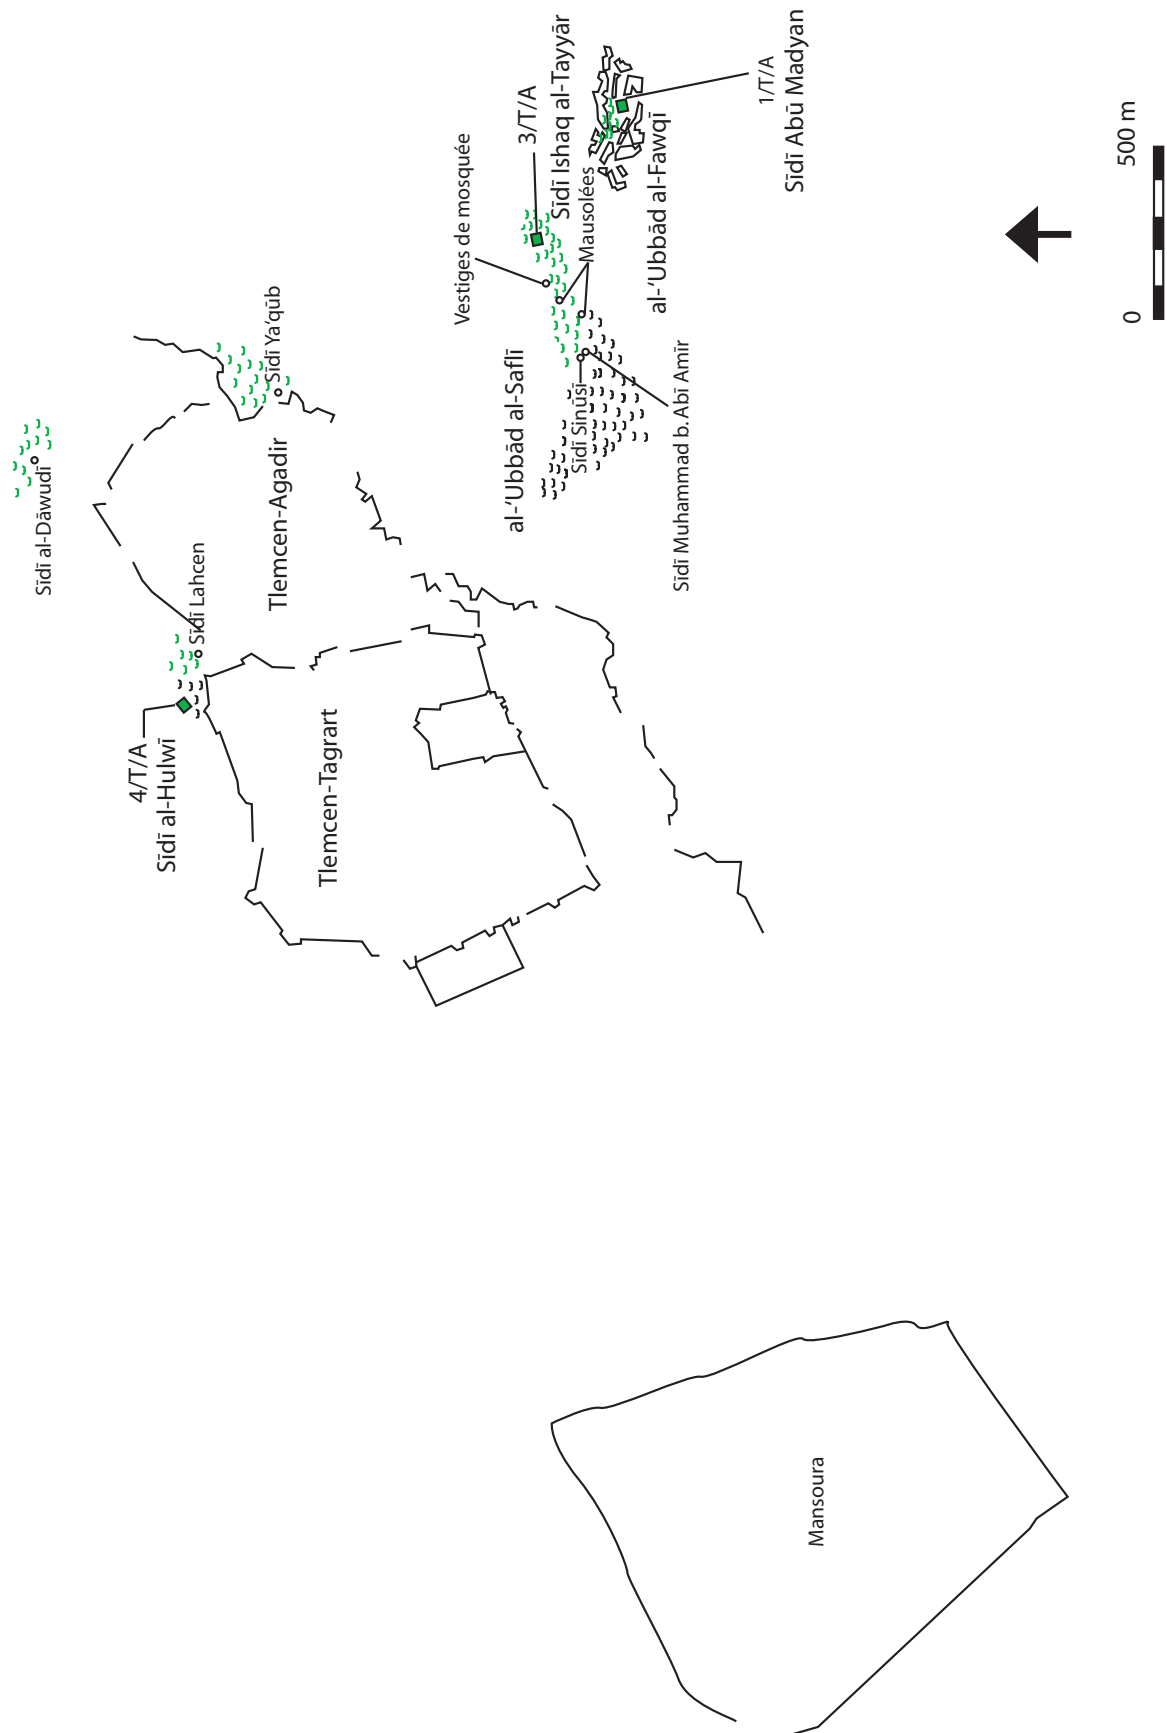 Sīdī al-Dāwudī
4/T/A
Sīdī al-Hulwī
Sīdī Lahcen
Sīdī Ya'qūb
Tlemcen-Agadir
Tlemcen-Tagrart
Vestiges de mosquée
3/T/A
Sīdī Ishaq al-Tayyār
Mausolées
al-'Ubbād al-Saflī
Sīdī Sinūsī
Sīdī Muhammad b. Abī Amīr
al-'Ubbād al-Fawqī
1/T/A
Sīdī Abū Madyan
Mansoura
0
500 m